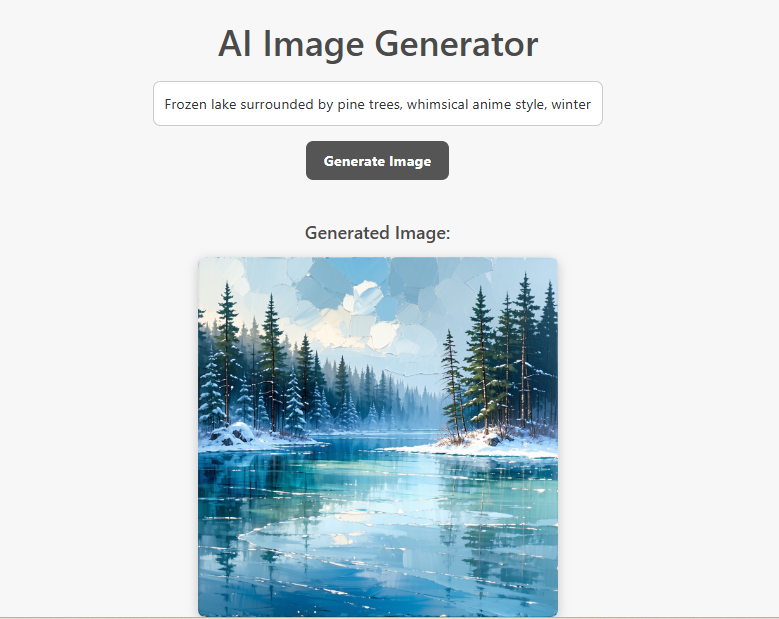 AI Image Generator
Frozen lake surrounded by pine trees, whimsical anime style, winter
Generate Image
Generated Image: